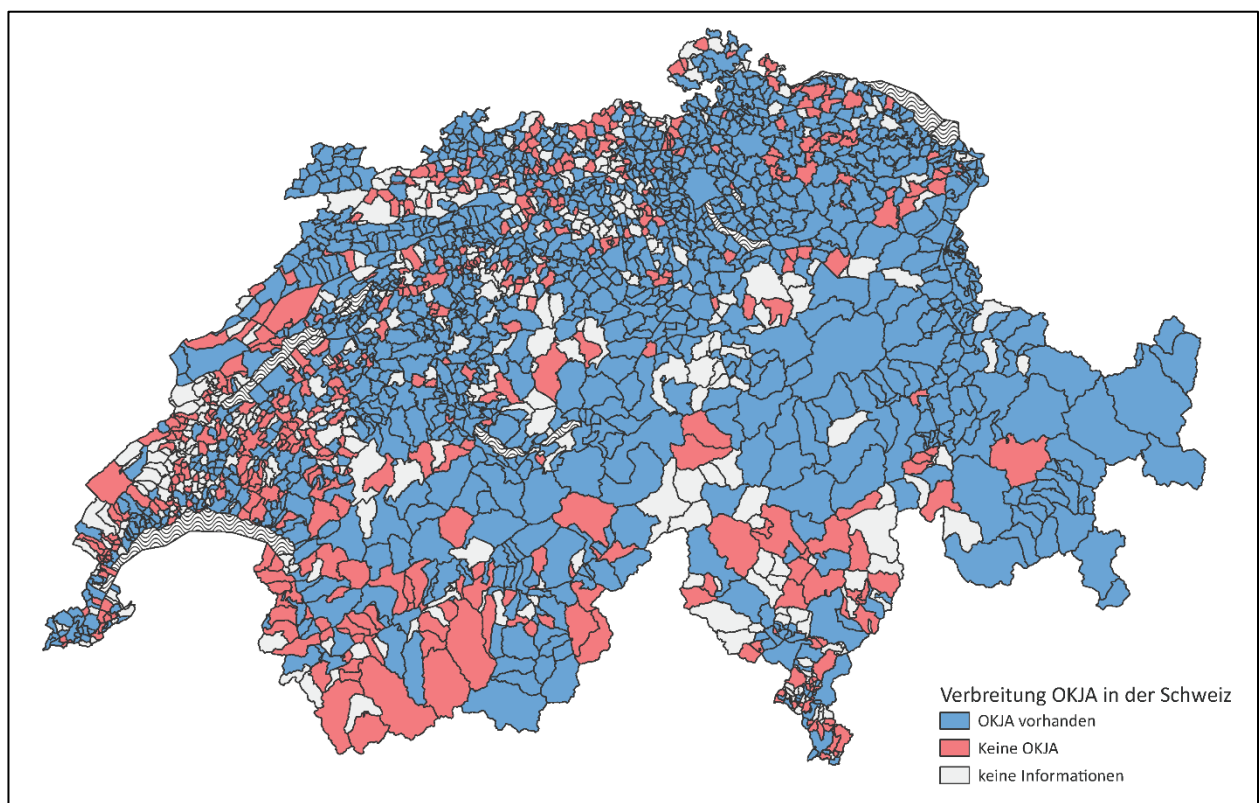 Verbreitung OKJA in der Schweiz
OKJA vorhanden
Keine OKJA
keine Informationen